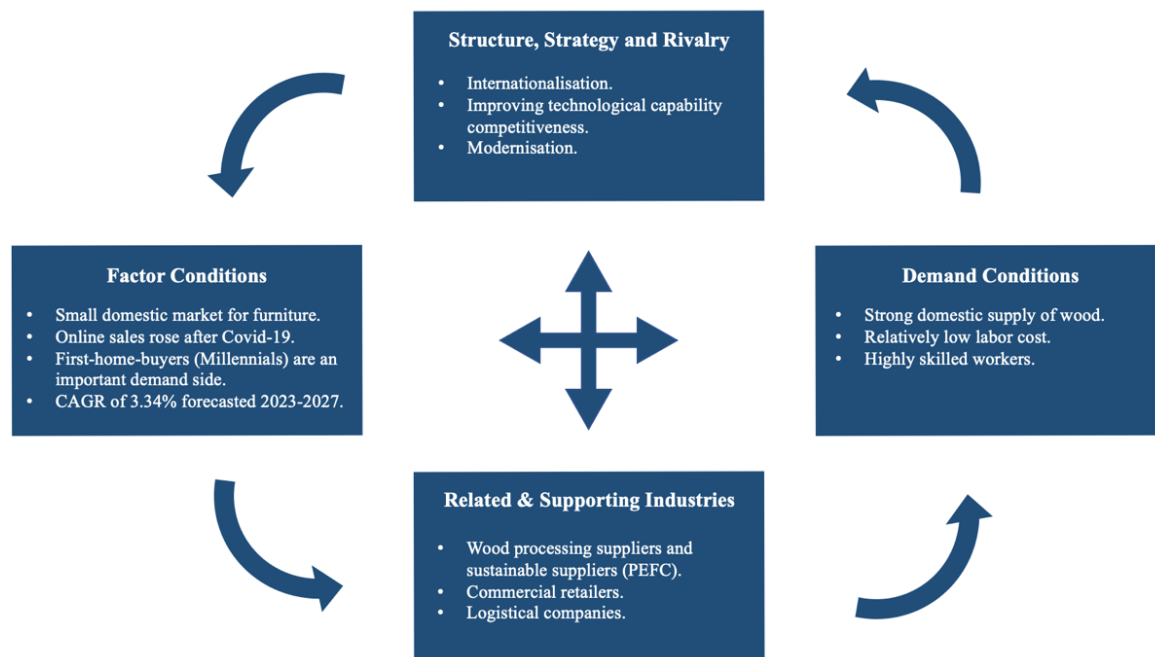 Structure, Strategy and Rivalry
• Internationalisation.
• Improving technological capability
competitiveness.
• Modernisation.
Factor Conditions
• Small domestic market for furniture.
• Online sales rose after Covid-19.
• First-home-buyers (Millennials) are an
important demand side.
• CAGR of 3.34% forecasted 2023-2027.
Demand Conditions
• Strong domestic supply of wood.
• Relatively low labor cost.
• Highly skilled workers.
Related & Supporting Industries
• Wood processing suppliers and
sustainable suppliers (PEFC).
• Commercial retailers.
• Logistical companies.